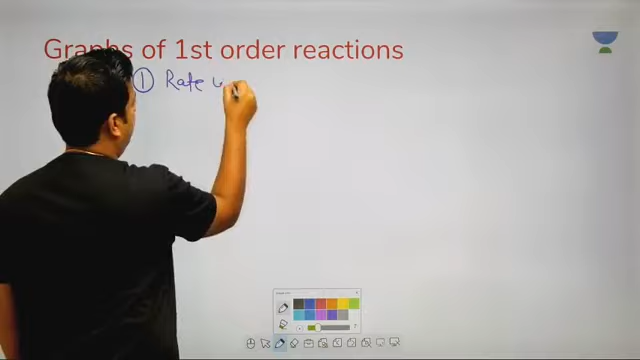 Graphs of 1st order reactions
① Rate